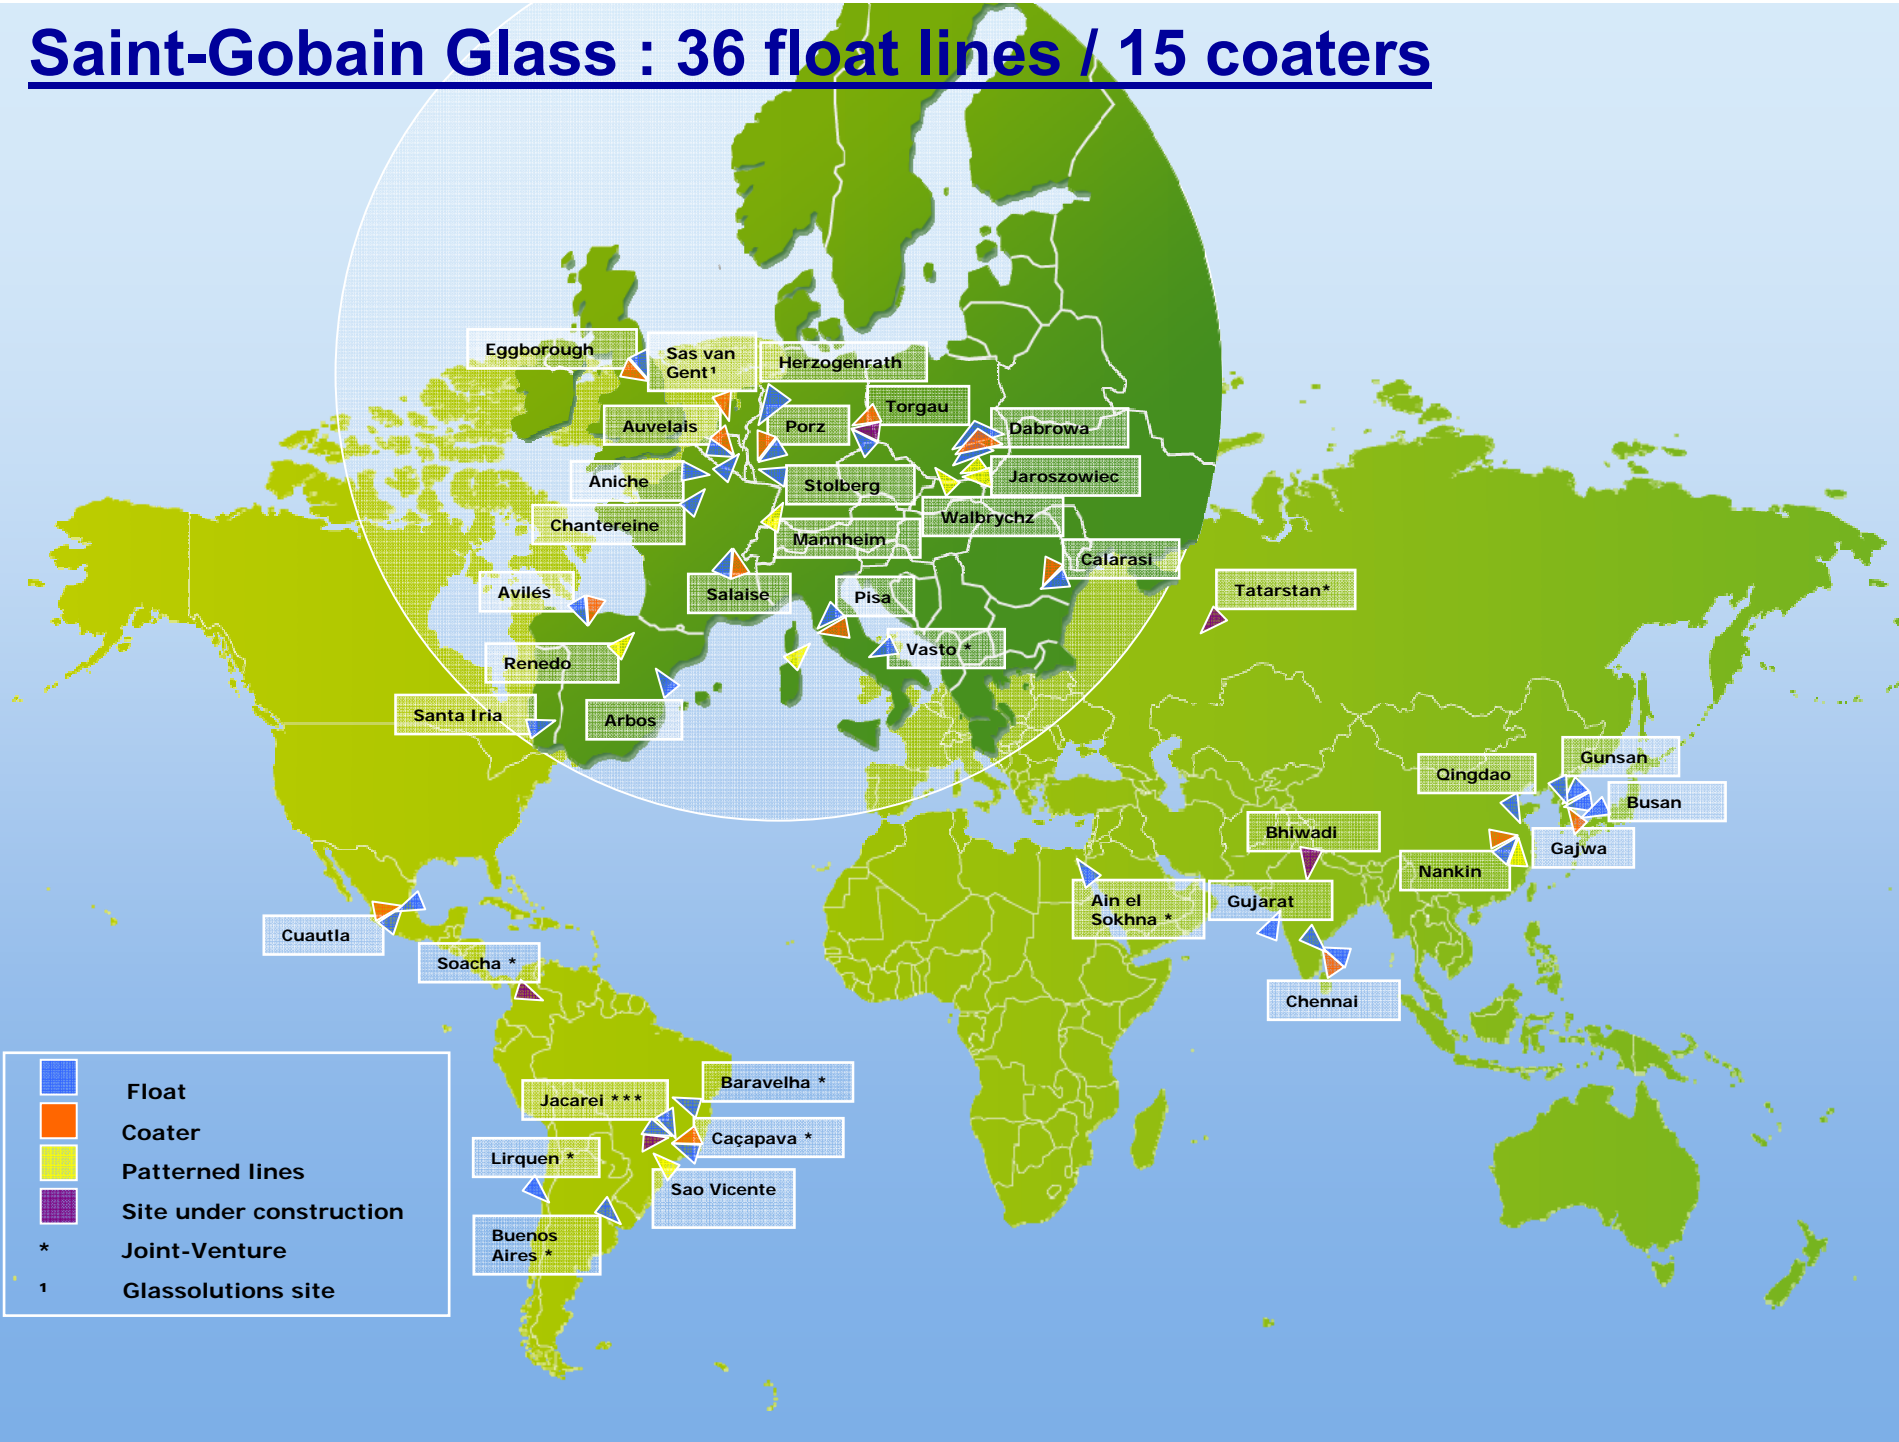 Saint-Gobain Glass : 36 float lines / 15 coaters
Eggborough
Sas van
Gent¹
Herzogenrath
Auvelais
Porz
Torgau
Dabrowa
Aniche
Stolberg
Jaroszowiec
Chantereine
Mannheim
Walbrychz
Avilés
Salaise
Pisa
Calarasi
Tatarstan*
Renedo
Vasto *
Santa Iria
Arbos
Qingdao
Gunsan
Busan
Bhiwadi
Gajwa
Nankin
Cuautla
Ain el
Sokhna *
Gujarat
Soacha *
Chennai
Baravelha *
Jacarei ***
Caçapava *
Lirquen *
Sao Vicente
Buenos
Aires *
Float
Coater
Patterned lines
Site under construction
* Joint-Venture
¹ Glassolutions site